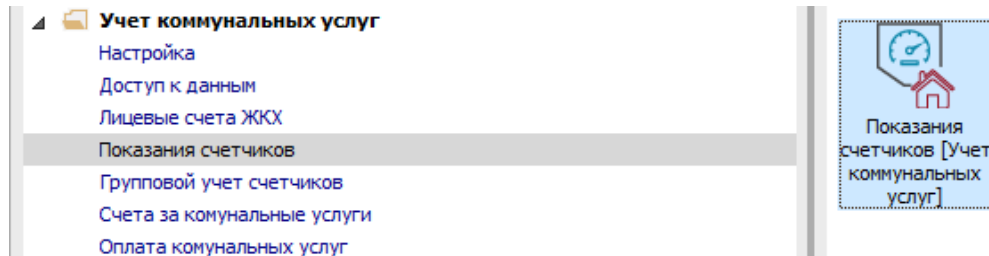 Учет коммунальных услуг
Настройка
Доступ к данным
Лицевые счета ЖКХ
Показания счетчиков
Групповой учет счетчиков
Счета за комунальные услуги
Оплата комунальных услуг
Показания
счетчиков [Учет
коммунальных
услуг]